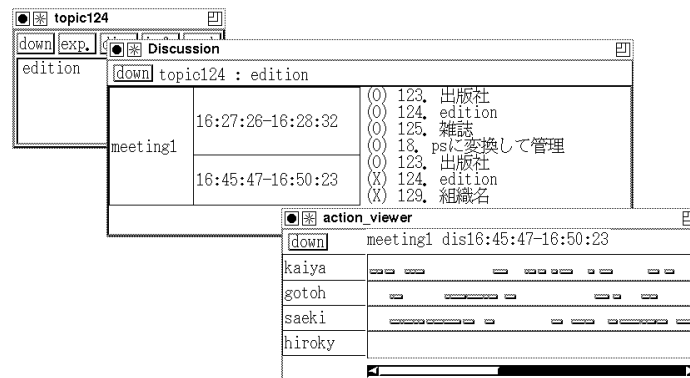 topic124
down exp.
edition
Discussion
down topic124 : edition
meeting1
16:27:26-16:28:32
(O) 123. 出版社
(O) 124. edition
(O) 125. 雑誌
(O) 18. psに変換して管理
16:45:47-16:50:23
(O) 123. 出版社
(X) 124. edition
(X) 129. 組織名
action_viewer
down meeting1 dis16:45:47-16:50:23
kaiya
gotoh
saeki
hiroky